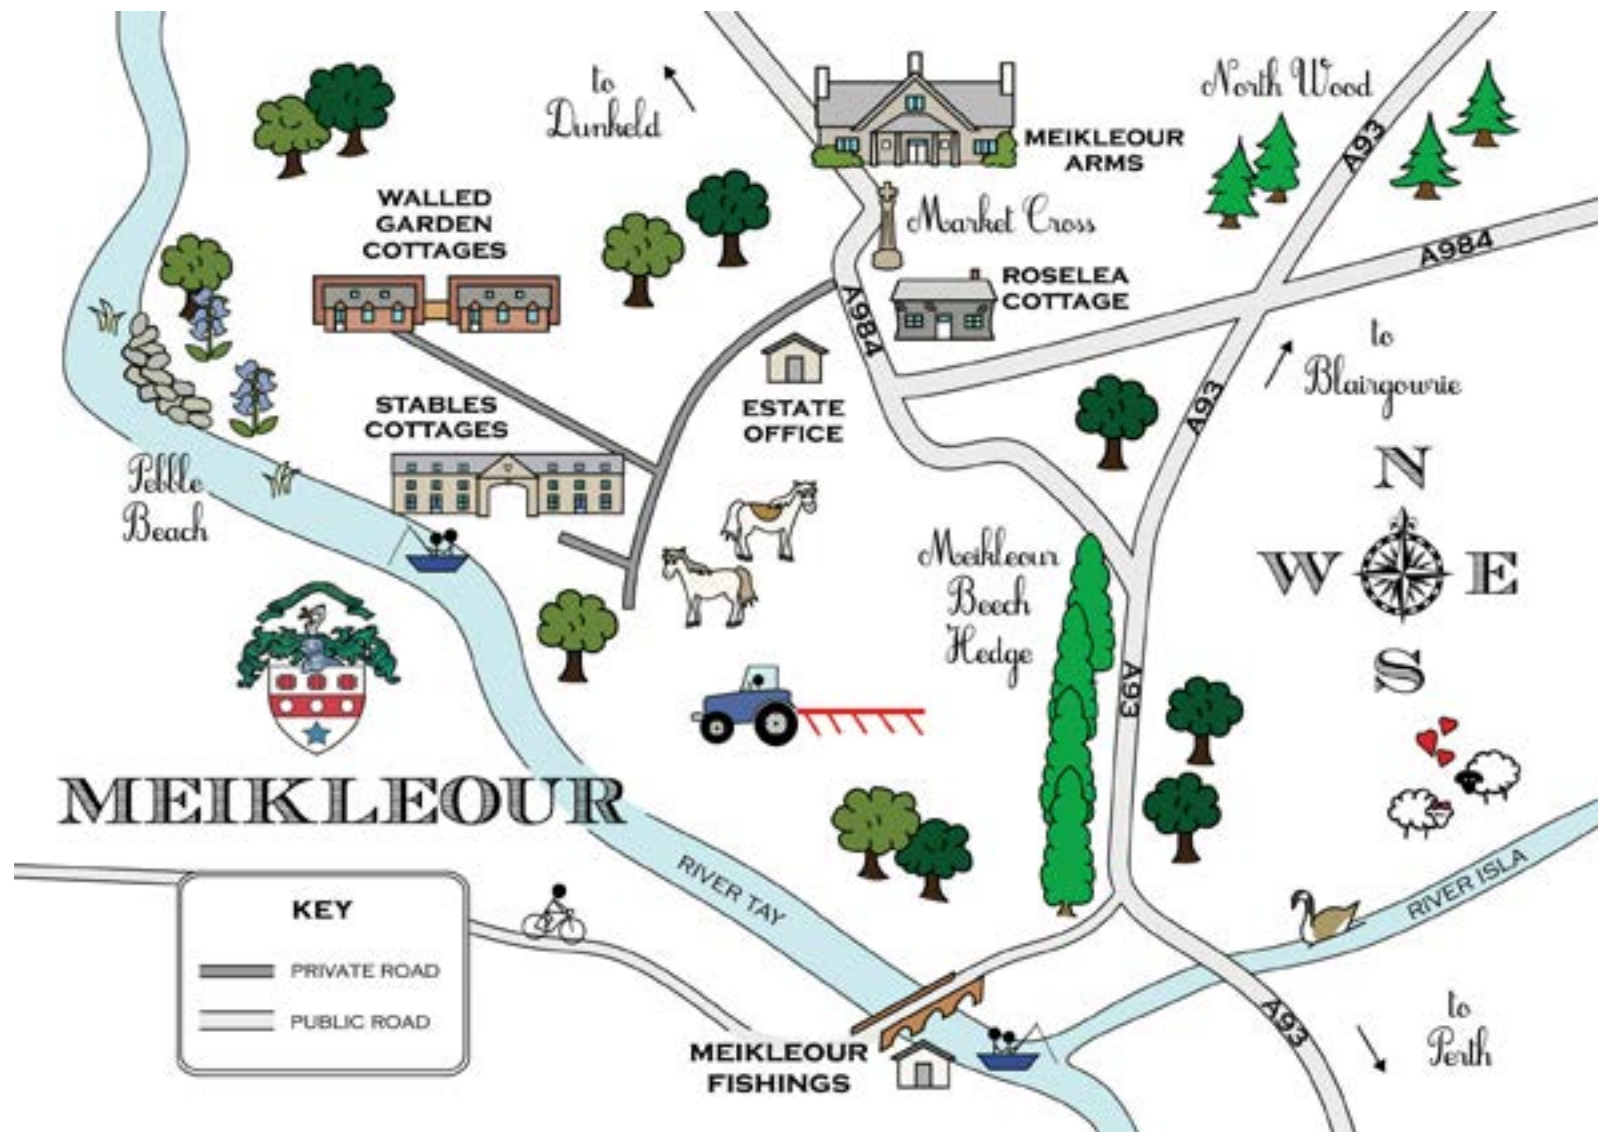 to
Dunkeld
MEIKLEOUR
ARMS
North Wood
A93
WALLED
GARDEN
COTTAGES
Market Cross
A984
ROSELEA
COTTAGE
A984
to
Blairgowrie
STABLES
COTTAGES
ESTATE
OFFICE
A93
Pebble
Beach
N
W
E
S
Meikleour
Beech
Hedge
A93
MEIKLEOUR
RIVER TAY
RIVER ISLA
KEY
PRIVATE ROAD
PUBLIC ROAD
MEIKLEOUR
FISHINGS
A93
to
Perth